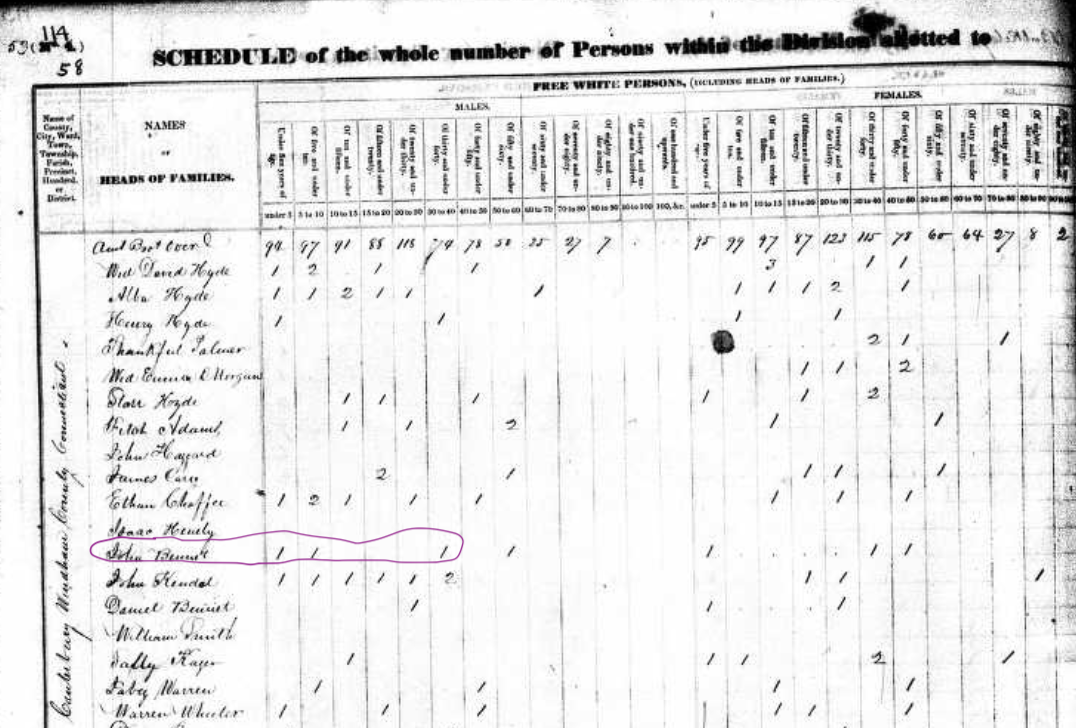 114
53 (No 4.)
58
SCHEDULE of the whole number of Persons within the Division allotted to
FREE WHITE PERSONS, (INCLUDING HEADS OF FAMILIES.)
MALES. FEMALES.
Name of County, City, Ward, Town, Township, Parish, Precinct, Hundred, or District.
NAMES
OF
HEADS OF FAMILIES.
Under five years of age. Of five and under ten. Of ten and under fifteen. Of fifteen and under twenty. Of twenty and under thirty. Of thirty and under forty. Of forty and under fifty. Of fifty and under sixty. Of sixty and under seventy. Of seventy and under eighty. Of eighty and under ninety. Of ninety and under one hundred. Of one hundred and upwards. Under five years of age. Of five and under ten. Of ten and under fifteen. Of fifteen and under twenty. Of twenty and under thirty. Of thirty and under forty. Of forty and under fifty. Of fifty and under sixty. Of sixty and under seventy. Of seventy and under eighty. Of eighty and under ninety.
under 5 5 to 10 10 to 15 15 to 20 20 to 30 30 to 40 40 to 50 50 to 60 60 to 70 70 to 80 80 to 90 90 to 100 100, &c. under 5 5 to 10 10 to 15 15 to 20 20 to 30 30 to 40 40 to 50 50 to 60 60 to 70 70 to 80 80 to 90
Amt Brot Over 98 97 91 88 118 74 78 50 35 27 7 95 99 97 87 123 115 78 60 64 27 8 2
Wid David Hyde 1 2 1 1 3 1 1
Alba Hyde 1 1 2 1 1 1 1 1 1 2 1
Henry Hyde 1 1 1 1
Thankful Palmer 2 1 1
Wid Morgan 1 1 2
Starr Hyde 1 1 1 1 1 2
Fitch Adams 1 1 2 1 1
John Hazzard
James Carr 2 1 1 1 1
Ethan Chaffee 1 2 1 1 1 1 1 1
Isaac Henely
John Bennet 1 1 1 1 1 1 1
John Kendal 1 1 1 1 1 2 1 1 1
Daniel Bennet 1 1 1
William Smith
Sally 1 1 1 2 1
Warren 1 1 1 1
Warren Wheeler 1 1 1 1 1 1
Canterbury Windham County Connecticut